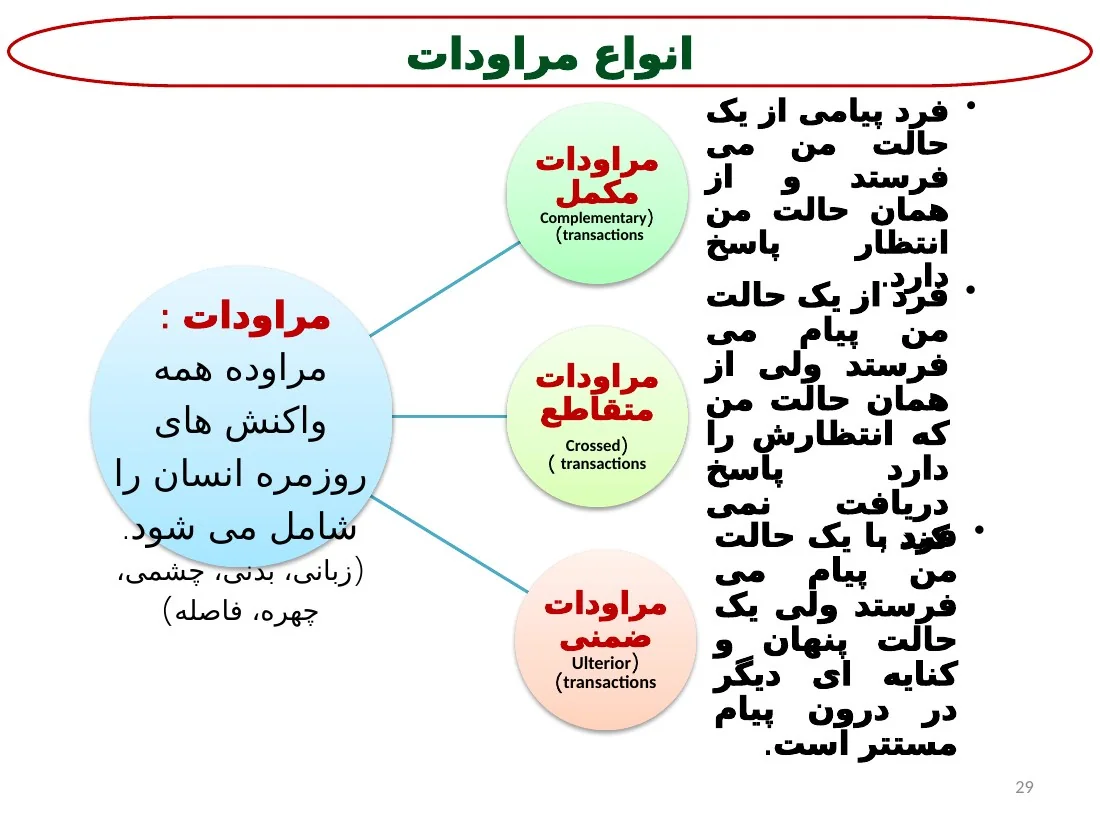 انواع مراودات
مراودات :
مراوده همه
واکنش های
روزمره انسان را
شامل می شود.
(زبانی، بدنی، چشمی،
چهره، فاصله)
مراودات
مکمل
(Complementary
transactions)
• فرد پیامی از یک
حالت من می
فرستد و از
همان حالت من
انتظار پاسخ
دارد.
مراودات
متقاطع
(Crossed
transactions )
• فرد از یک حالت
من پیام می
فرستد ولی از
همان حالت من
که انتظارش را
دارد پاسخ
دریافت نمی
کند.
مراودات
ضمنی
(Ulterior
transactions)
• فرد با یک حالت
من پیام می
فرستد ولی یک
حالت پنهان و
کنایه ای دیگر
در درون پیام
مستتر است.
29